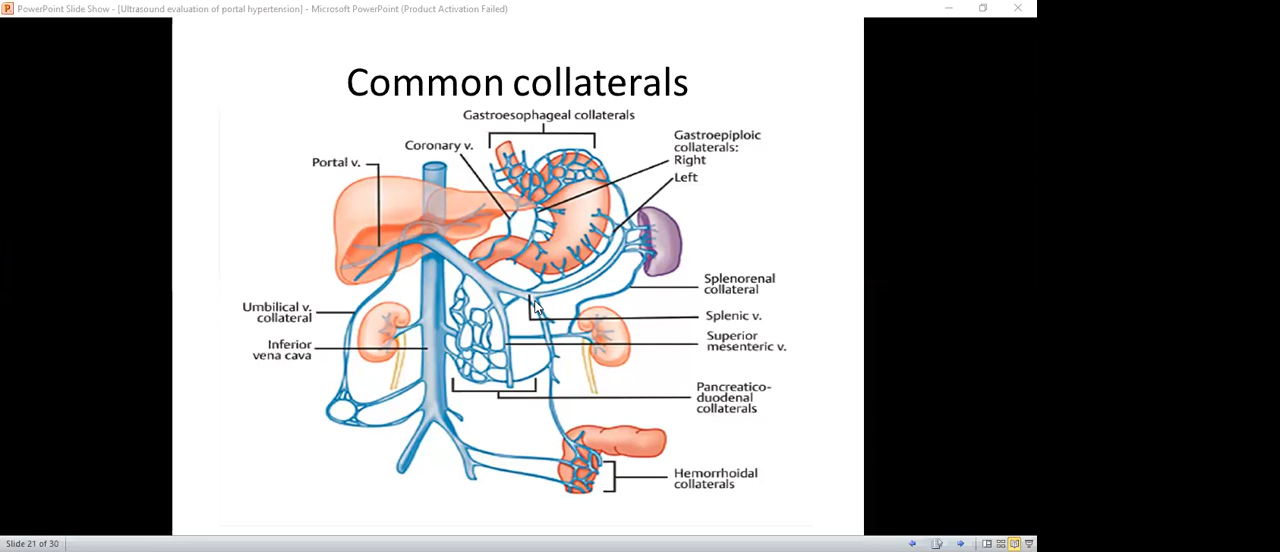 PowerPoint Slide Show - [Ultrasound evaluation of portal hypertension] - Microsoft PowerPoint (Product Activation Failed)
Common collaterals
Gastroesophageal collaterals
Coronary v.
Portal v.
Gastroepiploic
collaterals:
Right
Left
Splenorenal
collateral
Umbilical v.
collateral
Splenic v.
Inferior
vena cava
Superior
mesenteric v.
Pancreatico-
duodenal
collaterals
Hemorrhoidal
collaterals
Slide 21 of 30